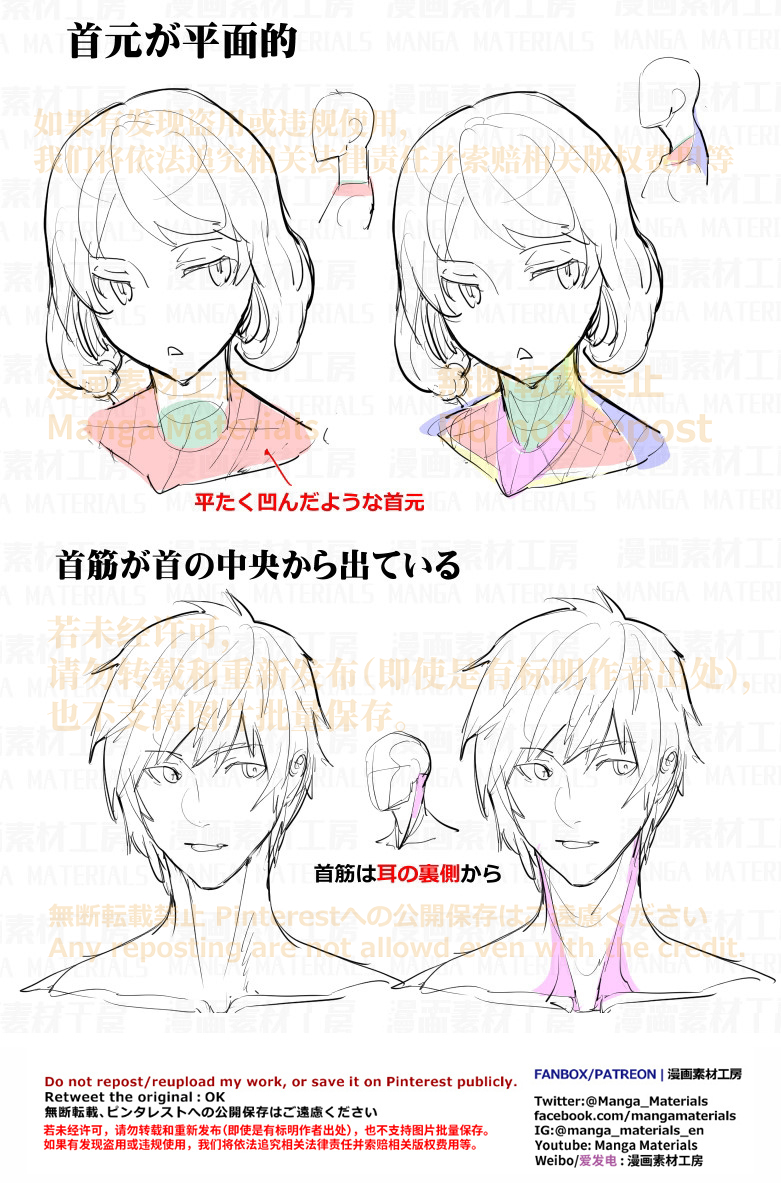 首元が平面的
如果有发现盗用或违规使用，
我们将依法追究相关法律责任并索赔相关版权费用等
漫画素材工房
Manga Materials
無断転載禁止
Do not repost
平たく凹んだような首元
首筋が首の中央から出ている
若未经许可，
请勿转载和重新发布（即使是有标明作者出处），
也不支持图片批量保存。
首筋は耳の裏側から
無断転載禁止 Pinterestへの公開保存はご遠慮ください
Any reposting are not allowd even with the credit.
Do not repost/reupload my work, or save it on Pinterest publicly.
Retweet the original : OK
無断転載、ピンタレストへの公開保存はご遠慮ください
若未经许可，请勿转载和重新发布（即使是有标明作者出处），也不支持图片批量保存。
如果有发现盗用或违规使用，我们将依法追究相关法律责任并索赔相关版权费用等。
FANBOX/PATREON | 漫画素材工房
Twitter:@Manga_Materials
facebook.com/mangamaterials
IG:@manga_materials_en
Youtube: Manga Materials
Weibo/爱发电 : 漫画素材工房